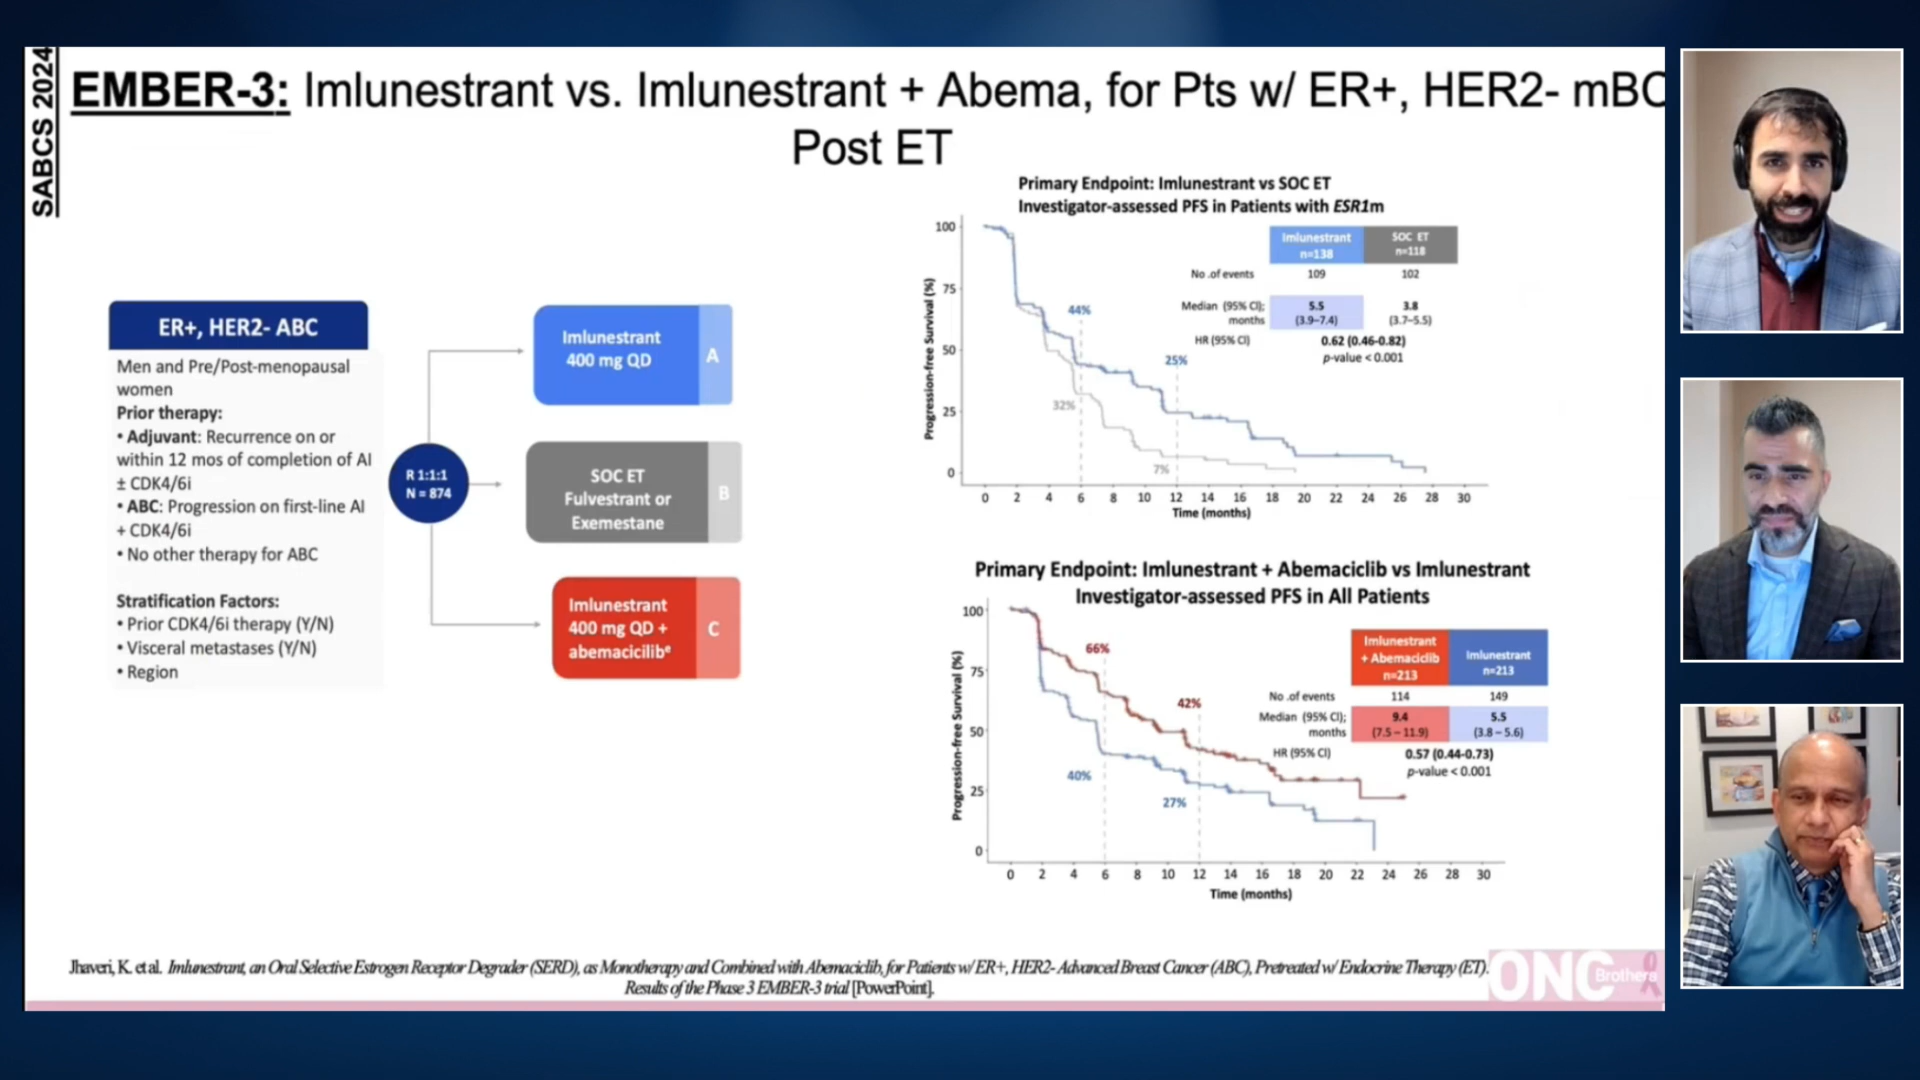 SABCS 2024
EMBER-3: Imlunestrant vs. Imlunestrant + Abema, for Pts w/ ER+, HER2- mBC
Post ET
ER+, HER2- ABC
Men and Pre/Post-menopausal
women
Prior therapy:
• Adjuvant: Recurrence on or
within 12 mos of completion of AI
± CDK4/6i
• ABC: Progression on first-line AI
+ CDK4/6i
• No other therapy for ABC
Stratification Factors:
• Prior CDK4/6i therapy (Y/N)
• Visceral metastases (Y/N)
• Region
R 1:1:1
N = 874
Imlunestrant
400 mg QD
A
SOC ET
Fulvestrant or
Exemestane
B
Imlunestrant
400 mg QD +
abemacicilibᵉ
C
Primary Endpoint: Imlunestrant vs SOC ET
Investigator-assessed PFS in Patients with ESR1m
Progression-free Survival (%)
100
75
50
25
0
44%
32%
25%
7%
Imlunestrant
n=138
SOC ET
n=118
No .of events 109 102
Median (95% CI); 5.5 3.8
months (3.9–7.4) (3.7–5.5)
HR (95% CI) 0.62 (0.46-0.82)
p-value < 0.001
0 2 4 6 8 10 12 14 16 18 20 22 24 26 28 30
Time (months)
Primary Endpoint: Imlunestrant + Abemaciclib vs Imlunestrant
Investigator-assessed PFS in All Patients
Progression-free Survival (%)
100
75
50
25
0
66%
40%
42%
27%
Imlunestrant
+ Abemaciclib
n=213
Imlunestrant
n=213
No .of events 114 149
Median (95% CI); 9.4 5.5
months (7.5 – 11.9) (3.8 – 5.6)
HR (95% CI) 0.57 (0.44-0.73)
p-value < 0.001
0 2 4 6 8 10 12 14 16 18 20 22 24 26 28 30
Time (months)
Jhaveri, K. et al. Imlunestrant, an Oral Selective Estrogen Receptor Degrader (SERD), as Monotherapy and Combined with Abemaciclib, for Patients w/ ER+, HER2- Advanced Breast Cancer (ABC), Pretreated w/ Endocrine Therapy (ET).
Results of the Phase 3 EMBER-3 trial [PowerPoint].
ONC Brothers